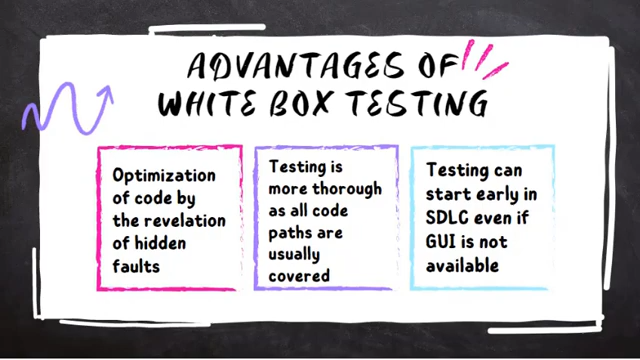 ADVANTAGES OF
WHITE BOX TESTING
Optimization
of code by
the revelation
of hidden
faults
Testing is
more thorough
as all code
paths are
usually
covered
Testing can
start early in
SDLC even if
GUI is not
available